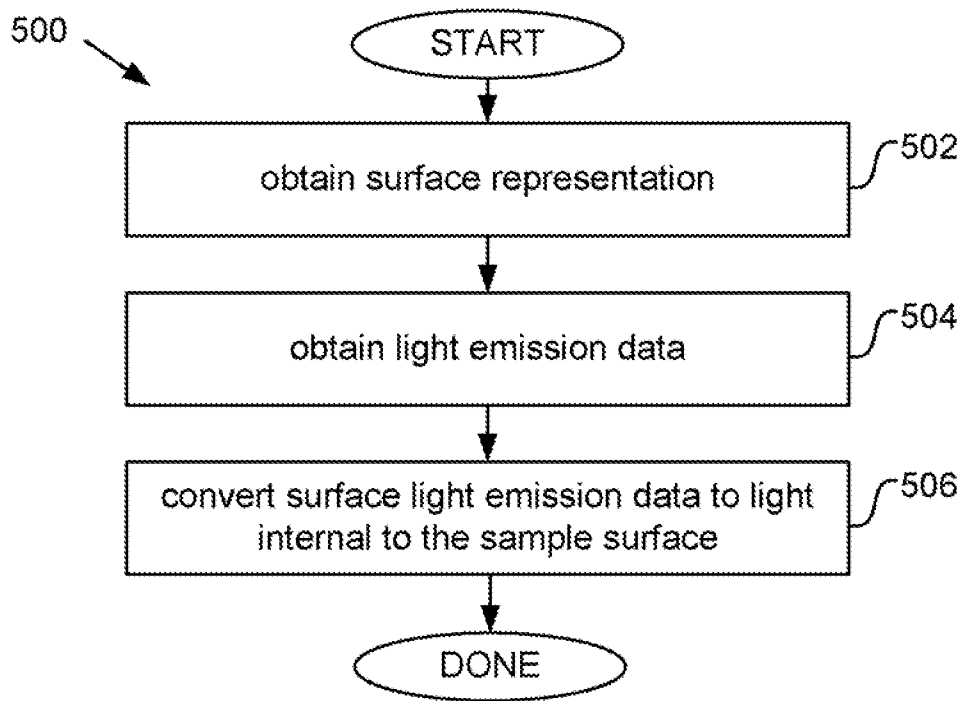 500
START
obtain surface representation
502
obtain light emission data
504
convert surface light emission data to light
internal to the sample surface
506
DONE